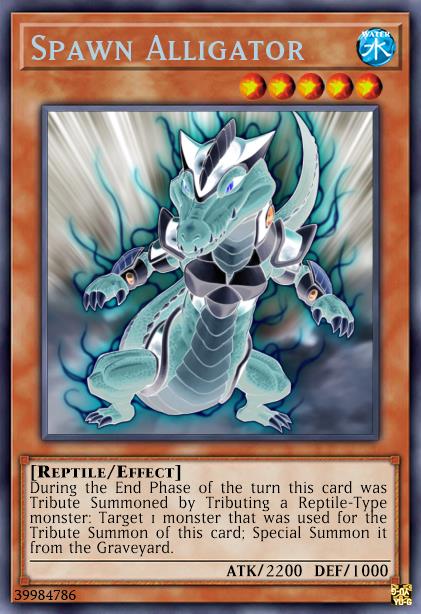 Spawn Alligator
WATER
水
[Reptile/Effect]
During the End Phase of the turn this card was
Tribute Summoned by Tributing a Reptile-Type
monster: Target 1 monster that was used for the
Tribute Summon of this card; Special Summon it
from the Graveyard.
ATK/2200 DEF/1000
39984786